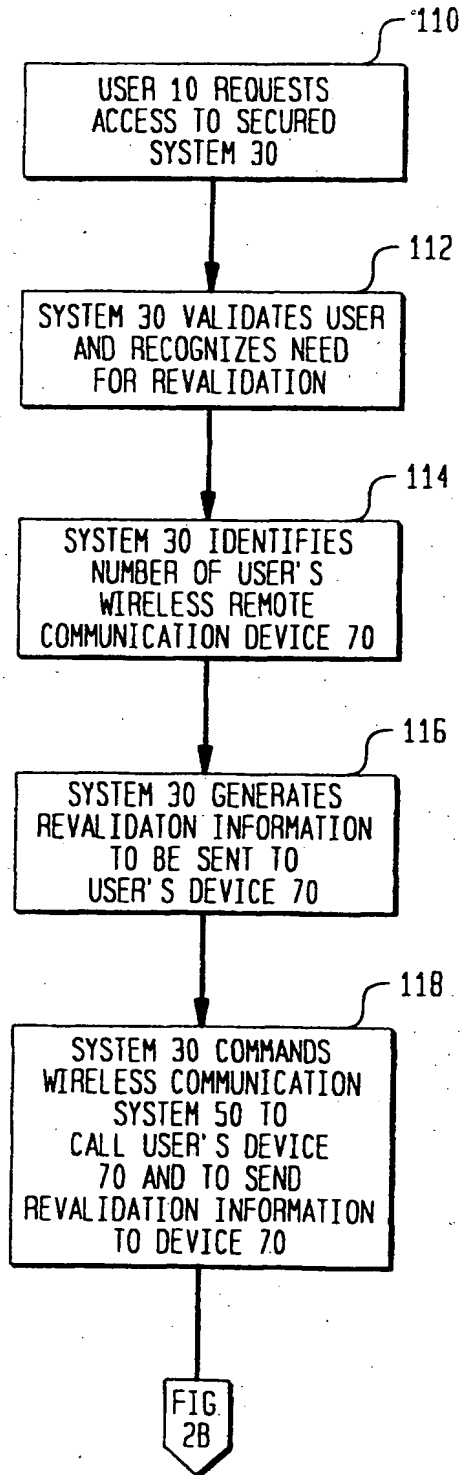 110
USER 10 REQUESTS
ACCESS TO SECURED
SYSTEM 30
112
SYSTEM 30 VALIDATES USER
AND RECOGNIZES NEED
FOR REVALIDATION
114
SYSTEM 30 IDENTIFIES
NUMBER OF USER'S
WIRELESS REMOTE
COMMUNICATION DEVICE 70
116
SYSTEM 30 GENERATES
REVALIDATON INFORMATION
TO BE SENT TO
USER'S DEVICE 70
118
SYSTEM 30 COMMANDS
WIRELESS COMMUNICATION
SYSTEM 50 TO
CALL USER'S DEVICE
70 AND TO SEND
REVALIDATION INFORMATION
TO DEVICE 70
FIG.
2B